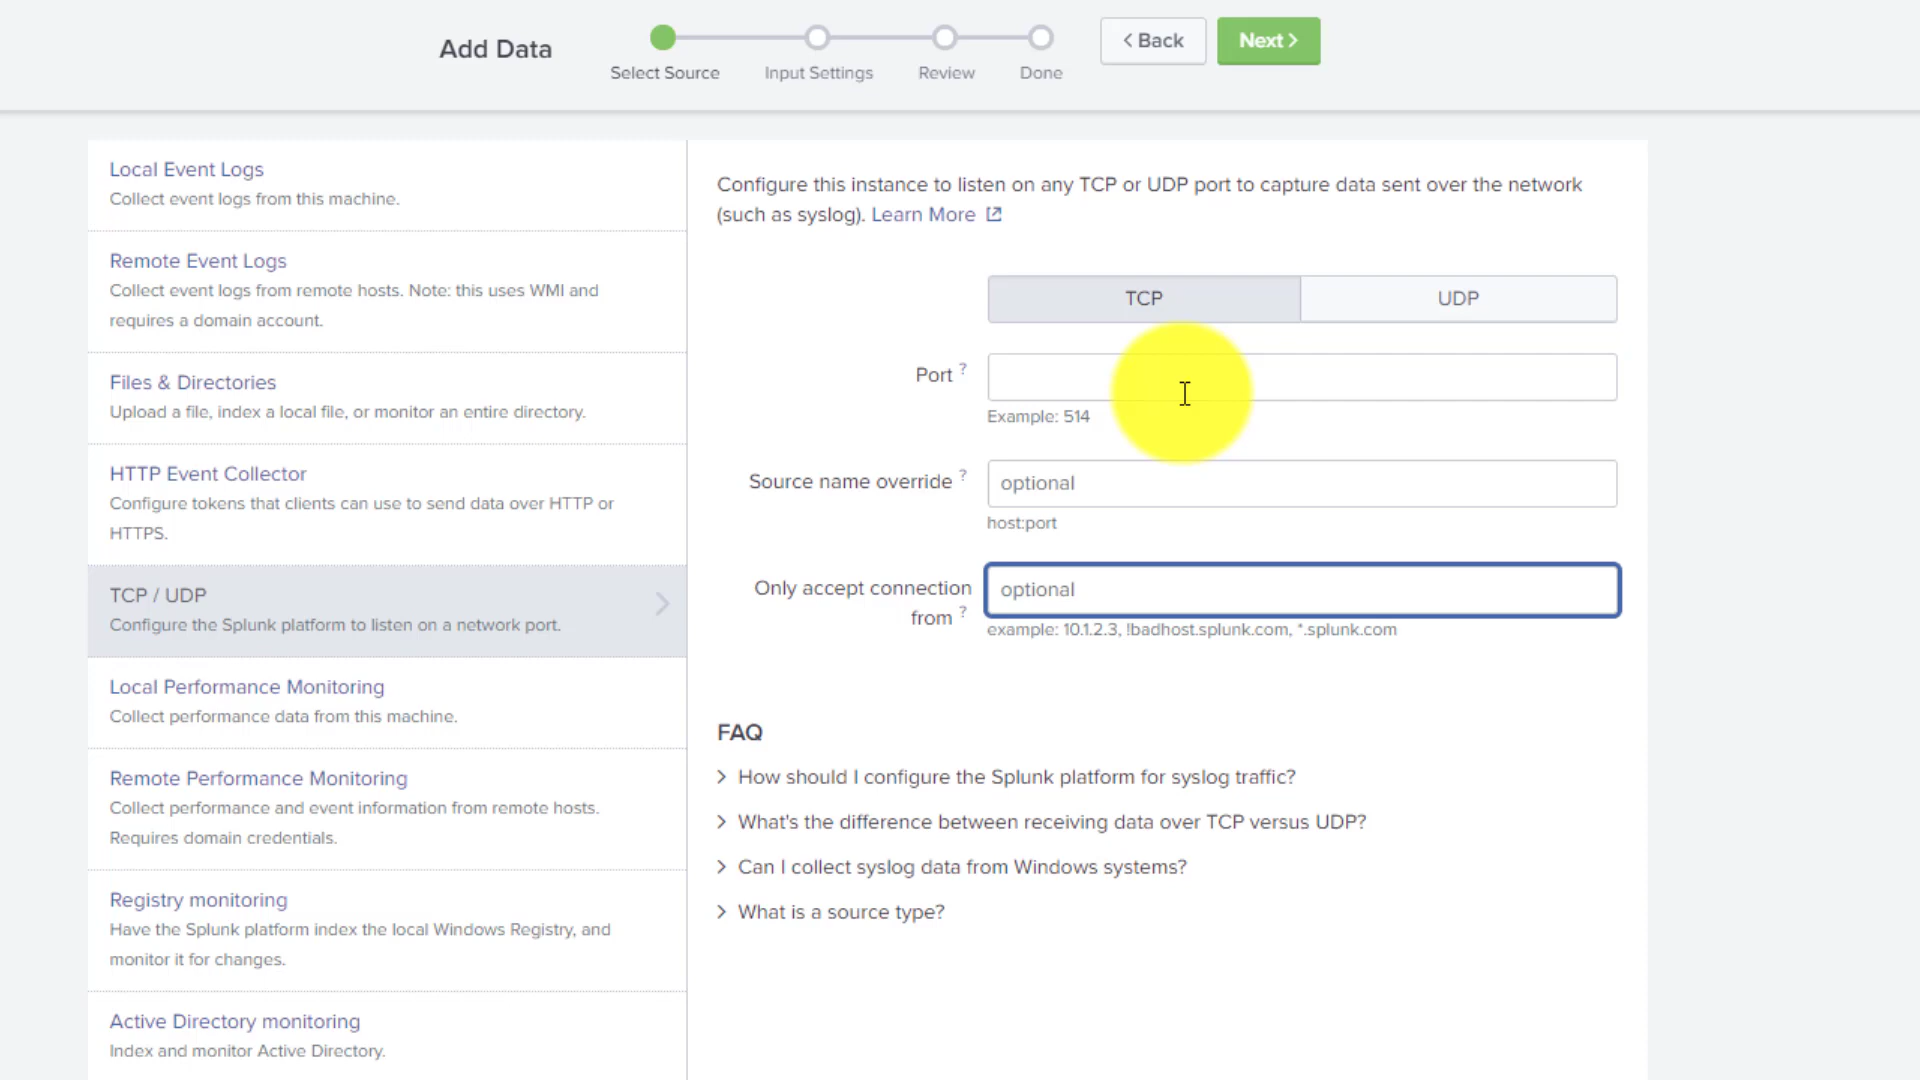 Add Data
Select Source
Input Settings
Review
Done
< Back
Next >
Local Event Logs
Collect event logs from this machine.
Remote Event Logs
Collect event logs from remote hosts. Note: this uses WMI and
requires a domain account.
Files & Directories
Upload a file, index a local file, or monitor an entire directory.
HTTP Event Collector
Configure tokens that clients can use to send data over HTTP or
HTTPS.
TCP / UDP
Configure the Splunk platform to listen on a network port.
Local Performance Monitoring
Collect performance data from this machine.
Remote Performance Monitoring
Collect performance and event information from remote hosts.
Requires domain credentials.
Registry monitoring
Have the Splunk platform index the local Windows Registry, and
monitor it for changes.
Active Directory monitoring
Index and monitor Active Directory.
Configure this instance to listen on any TCP or UDP port to capture data sent over the network
(such as syslog). Learn More
TCP
UDP
Port ?
Example: 514
Source name override ?
optional
host:port
Only accept connection
from ?
optional
example: 10.1.2.3, !badhost.splunk.com, *.splunk.com
FAQ
> How should I configure the Splunk platform for syslog traffic?
> What's the difference between receiving data over TCP versus UDP?
> Can I collect syslog data from Windows systems?
> What is a source type?